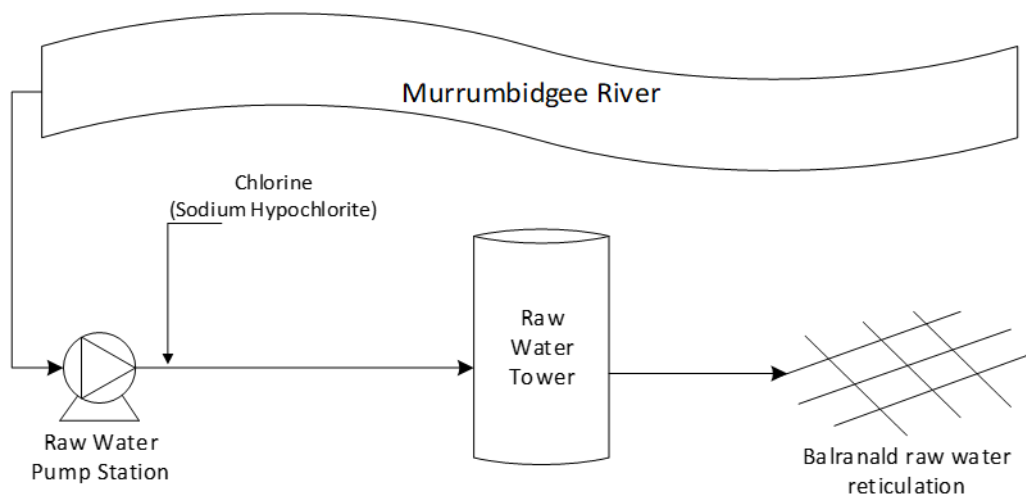 Murrumbidgee River
Chlorine
(Sodium Hypochlorite)
Raw
Water
Tower
Raw Water
Pump Station
Balranald raw water
reticulation